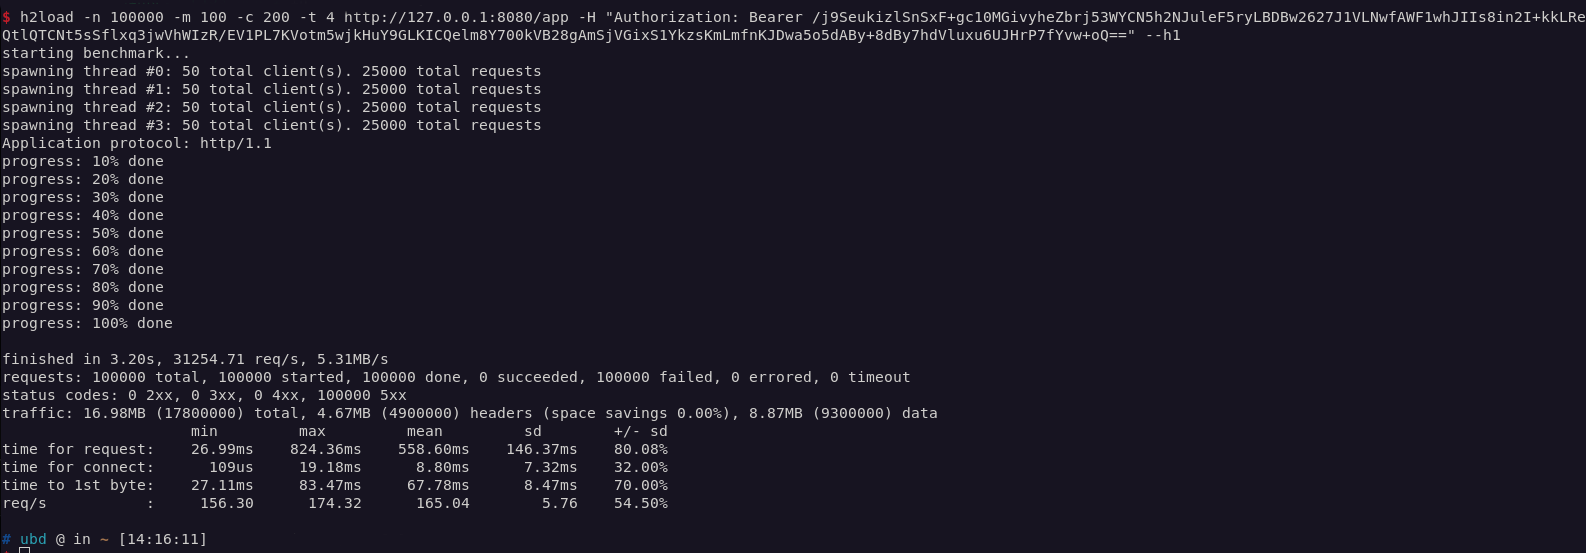 $ h2load -n 100000 -m 100 -c 200 -t 4 http://127.0.0.1:8080/app -H "Authorization: Bearer /j9SeukizlSnSxF+gc10MGivyheZbrj53WYCN5h2NJuleF5ryLBDBw2627J1VLNwfAWF1whJIIs8in2I+kkLRe
QtlQTCNt5sSflxq3jwVhWIzR/EV1PL7KVotm5wjkHuY9GLKICQelm8Y700kVB28gAmSjVGixS1YkzsKmLmfnKJDwa5o5dABy+8dBy7hdVluxu6UJHrP7fYvw+oQ==" --h1
starting benchmark...
spawning thread #0: 50 total client(s). 25000 total requests
spawning thread #1: 50 total client(s). 25000 total requests
spawning thread #2: 50 total client(s). 25000 total requests
spawning thread #3: 50 total client(s). 25000 total requests
Application protocol: http/1.1
progress: 10% done
progress: 20% done
progress: 30% done
progress: 40% done
progress: 50% done
progress: 60% done
progress: 70% done
progress: 80% done
progress: 90% done
progress: 100% done
finished in 3.20s, 31254.71 req/s, 5.31MB/s
requests: 100000 total, 100000 started, 100000 done, 0 succeeded, 100000 failed, 0 errored, 0 timeout
status codes: 0 2xx, 0 3xx, 0 4xx, 100000 5xx
traffic: 16.98MB (17800000) total, 4.67MB (4900000) headers (space savings 0.00%), 8.87MB (9300000) data
min max mean sd +/- sd
time for request: 26.99ms 824.36ms 558.60ms 146.37ms 80.08%
time for connect: 109us 19.18ms 8.80ms 7.32ms 32.00%
time to 1st byte: 27.11ms 83.47ms 67.78ms 8.47ms 70.00%
req/s : 156.30 174.32 165.04 5.76 54.50%
# ubd @ in ~ [14:16:11]